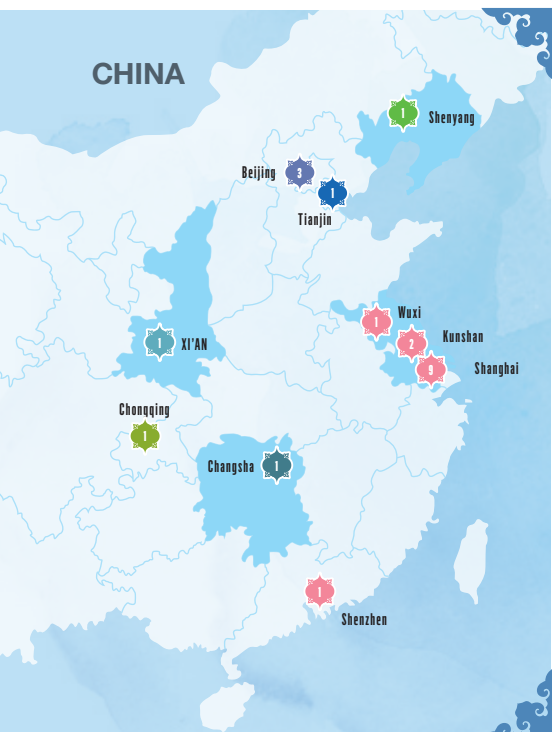 CHINA
1
Shenyang
Beijing
3
1
Tianjin
1
Wuxi
2
Kunshan
9
Shanghai
1
XI'AN
Chongqing
1
Changsha
1
1
Shenzhen